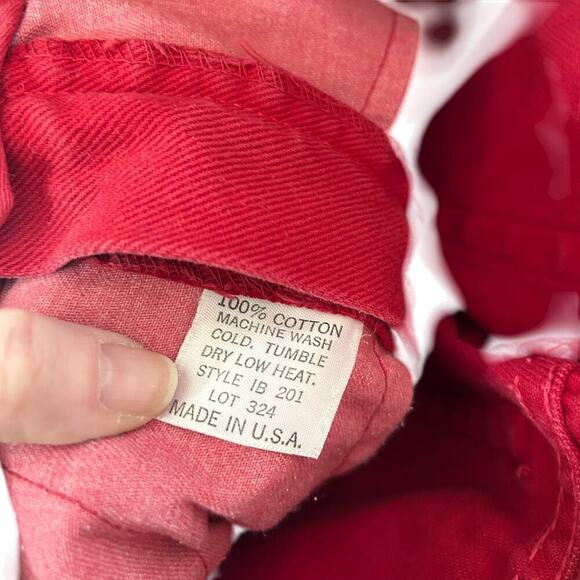 100% COTTON
MACHINE WASH
COLD. TUMBLE
DRY LOW HEAT.
STYLE IB 201
LOT 324
MADE IN U.S.A.